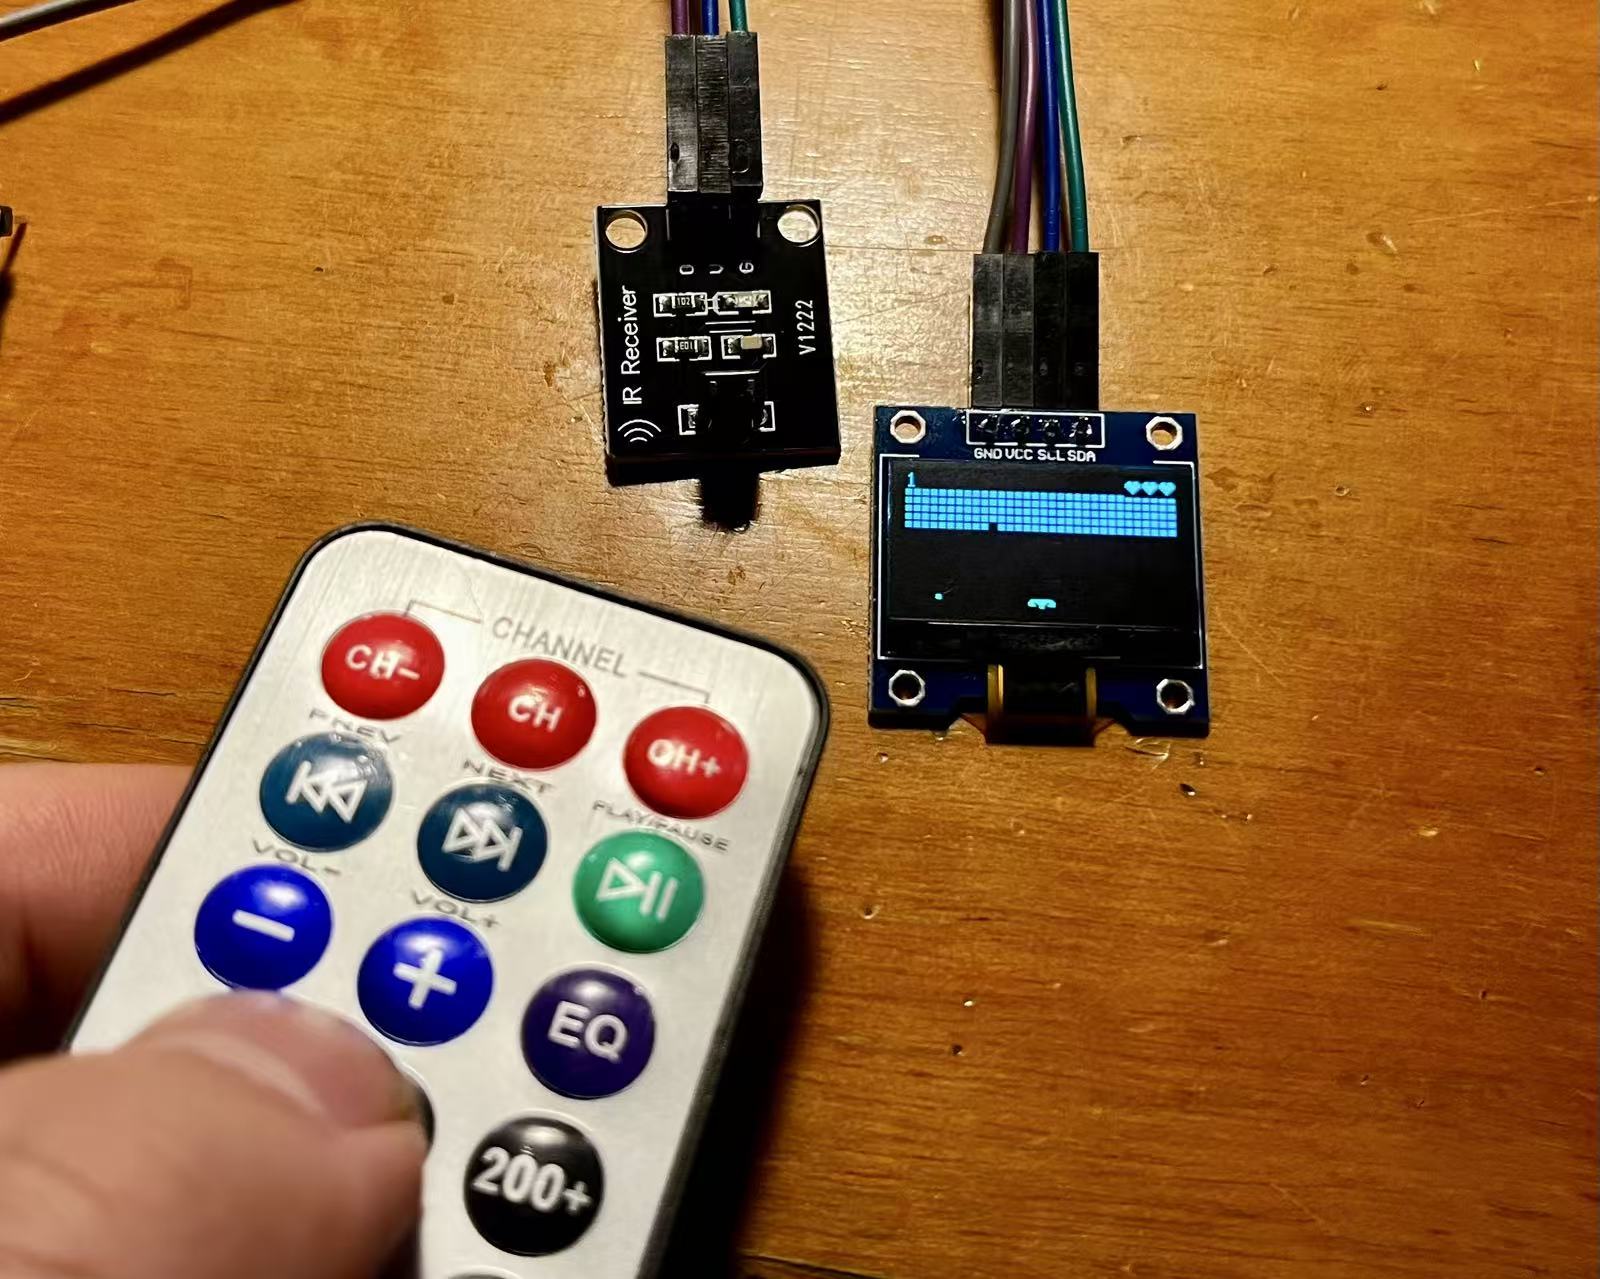 O V G
102
IR Receiver
V1222
GND VCC SCL SDA
1
CHANNEL
CH-
CH
CH+
PREV
NEXT
PLAY/PAUSE
VOL-
VOL+
-
+
EQ
200+